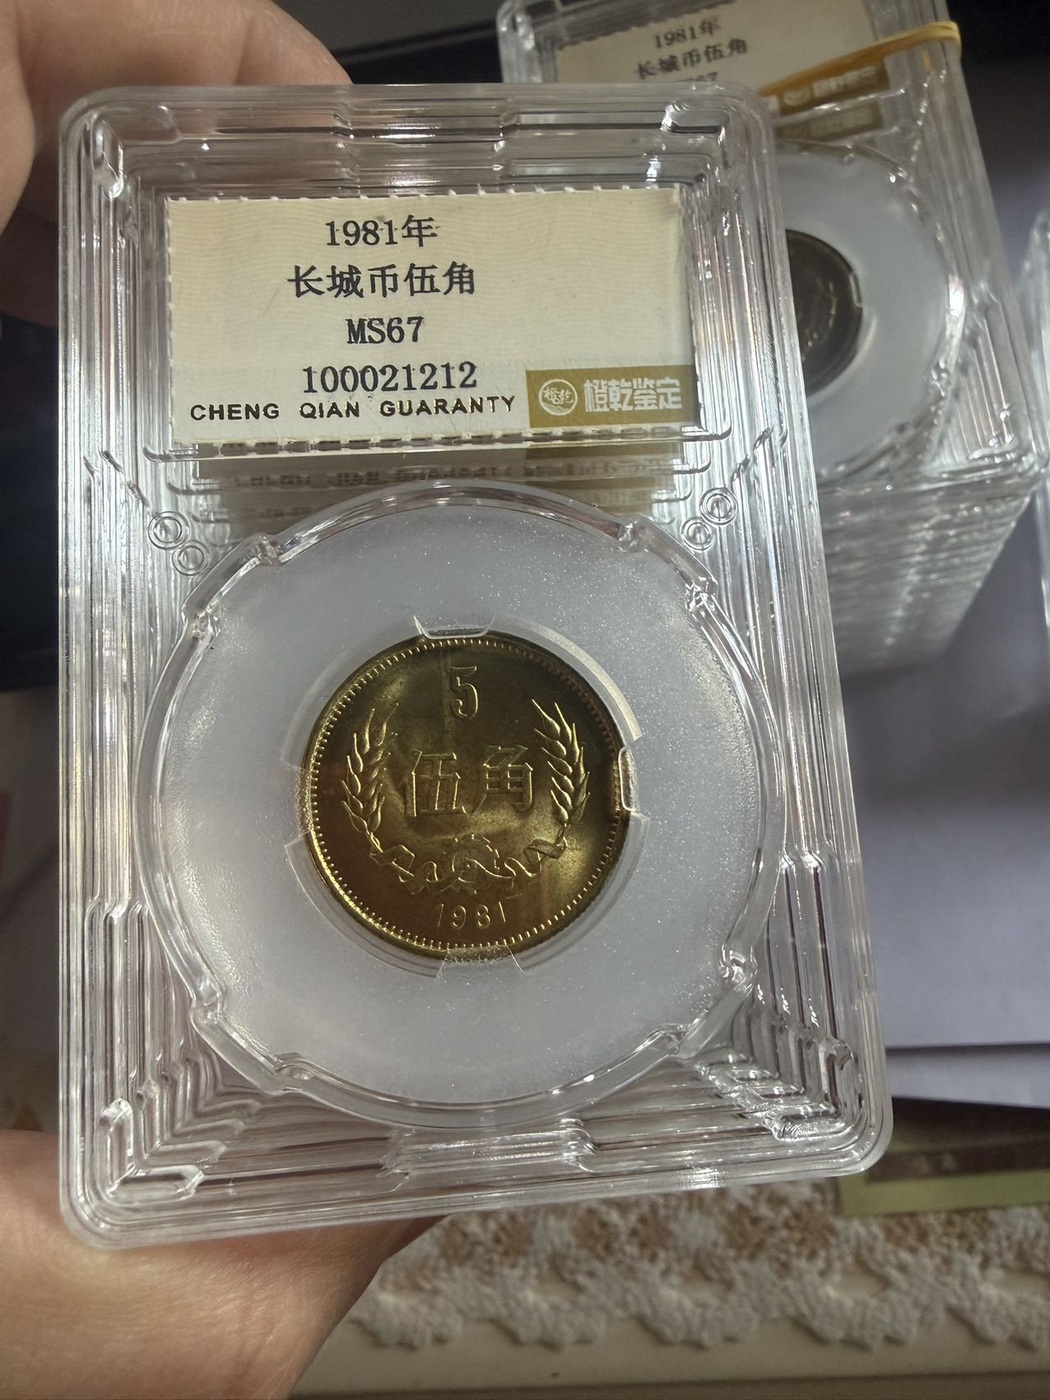 1981年
长城币伍角
MS67
100021212
CHENG QIAN GUARANTY
橙乾鉴定
5
伍角
1981
1981年
长城币伍角